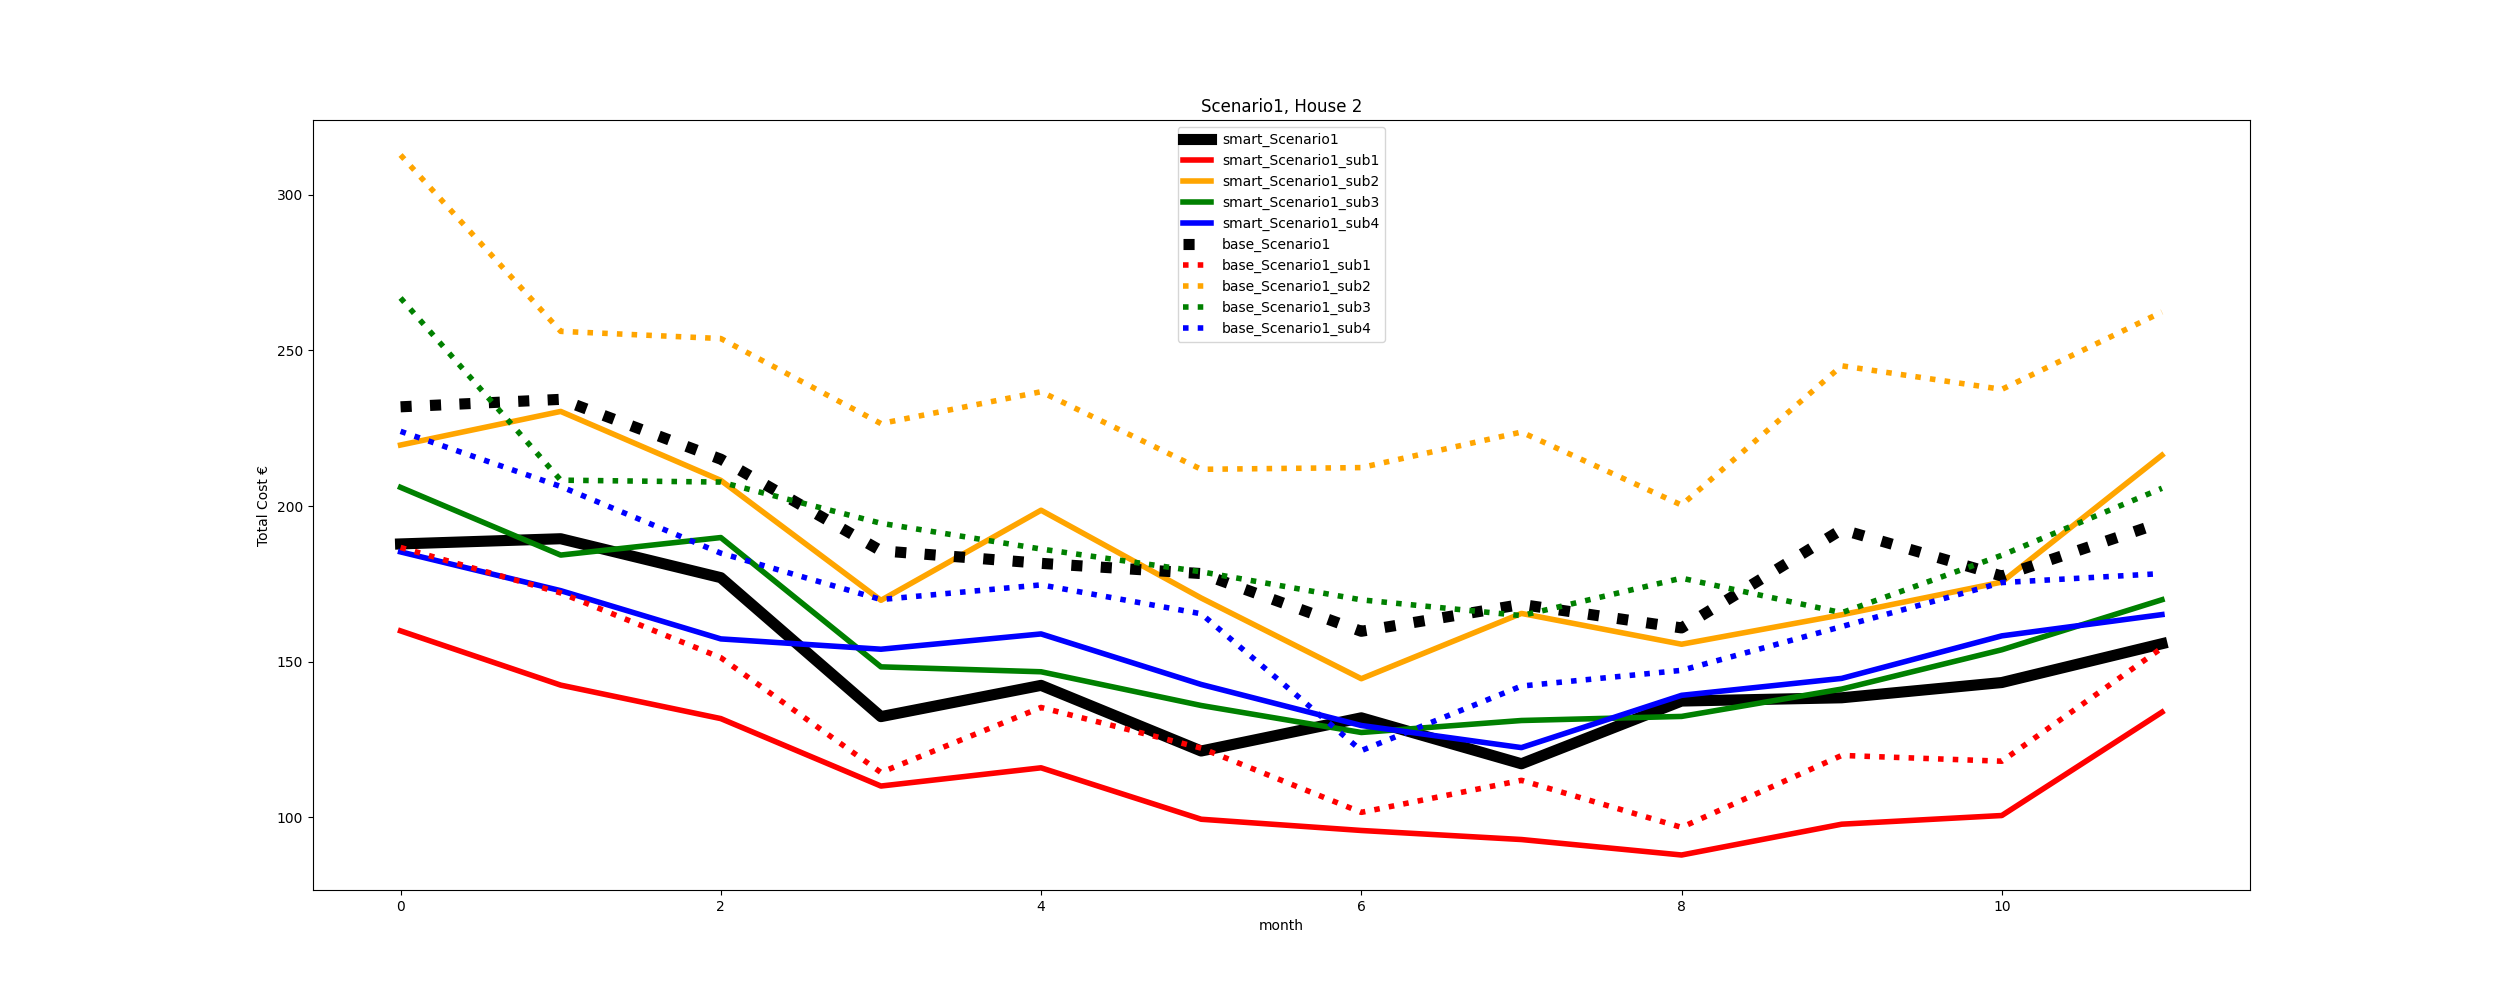 Scenario1, House 2
smart_Scenario1
smart_Scenario1_sub1
smart_Scenario1_sub2
smart_Scenario1_sub3
smart_Scenario1_sub4
base_Scenario1
base_Scenario1_sub1
base_Scenario1_sub2
base_Scenario1_sub3
base_Scenario1_sub4
Total Cost €
300
250
200
150
100
0 2 4 6 8 10
month